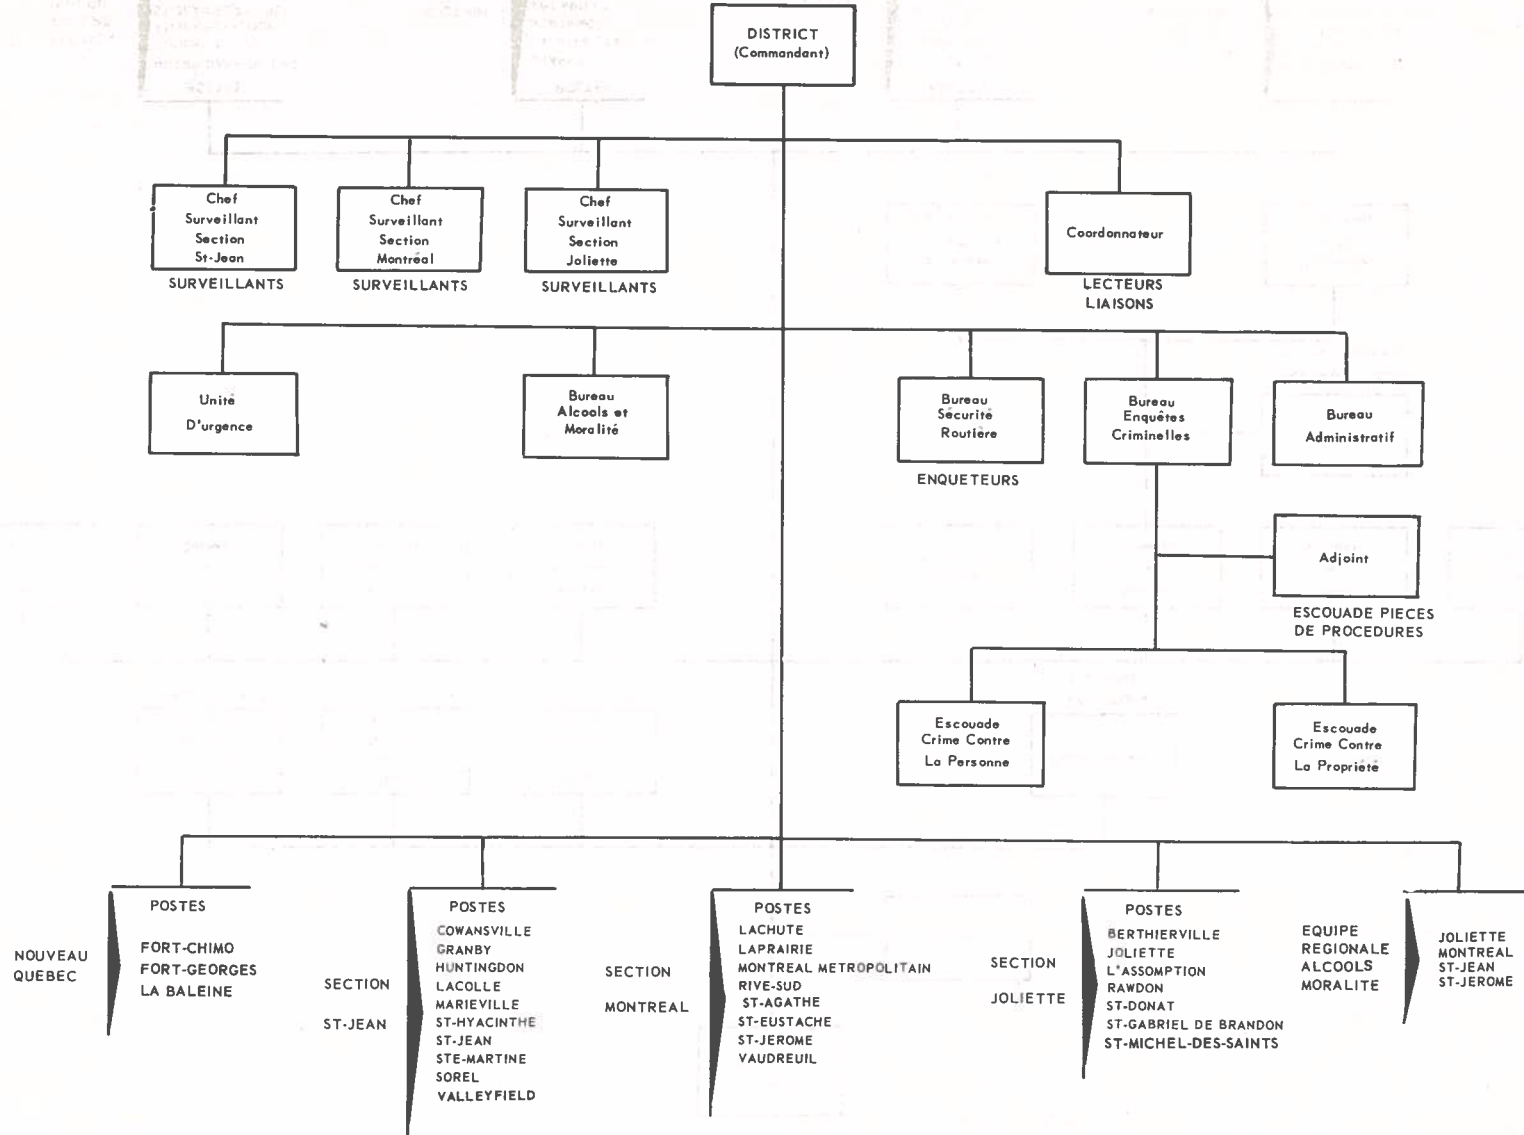 DISTRICT
(Commandant)
Chef
Surveillant
Section
St-Jean
SURVEILLANTS
Chef
Surveillant
Section
Montréal
SURVEILLANTS
Chef
Surveillant
Section
Joliette
SURVEILLANTS
Coordonnateur
LECTEURS
LIAISONS
Unité
D'urgence
Bureau
Alcools et
Moralité
Bureau
Sécurité
Routière
ENQUETEURS
Bureau
Enquêtes
Criminelles
Bureau
Administratif
Adjoint
ESCOUADE PIECES
DE PROCEDURES
Escouade
Crime Contre
La Personne
Escouade
Crime Contre
La Propriété
NOUVEAU
QUEBEC
POSTES
FORT-CHIMO
FORT-GEORGES
LA BALEINE
SECTION
ST-JEAN
POSTES
COWANSVILLE
GRANBY
HUNTINGDON
LACOLLE
MARIEVILLE
ST-HYACINTHE
ST-JEAN
STE-MARTINE
SOREL
VALLEYFIELD
SECTION
MONTREAL
POSTES
LACHUTE
LAPRAIRIE
MONTREAL METROPOLITAIN
RIVE-SUD
ST-AGATHE
ST-EUSTACHE
ST-JEROME
VAUDREUIL
SECTION
JOLIETTE
POSTES
BERTHIERVILLE
JOLIETTE
L'ASSOMPTION
RAWDON
ST-DONAT
ST-GABRIEL DE BRANDON
ST-MICHEL-DES-SAINTS
EQUIPE
REGIONALE
ALCOOLS
MORALITE
JOLIETTE
MONTREAL
ST-JEAN
ST-JEROME